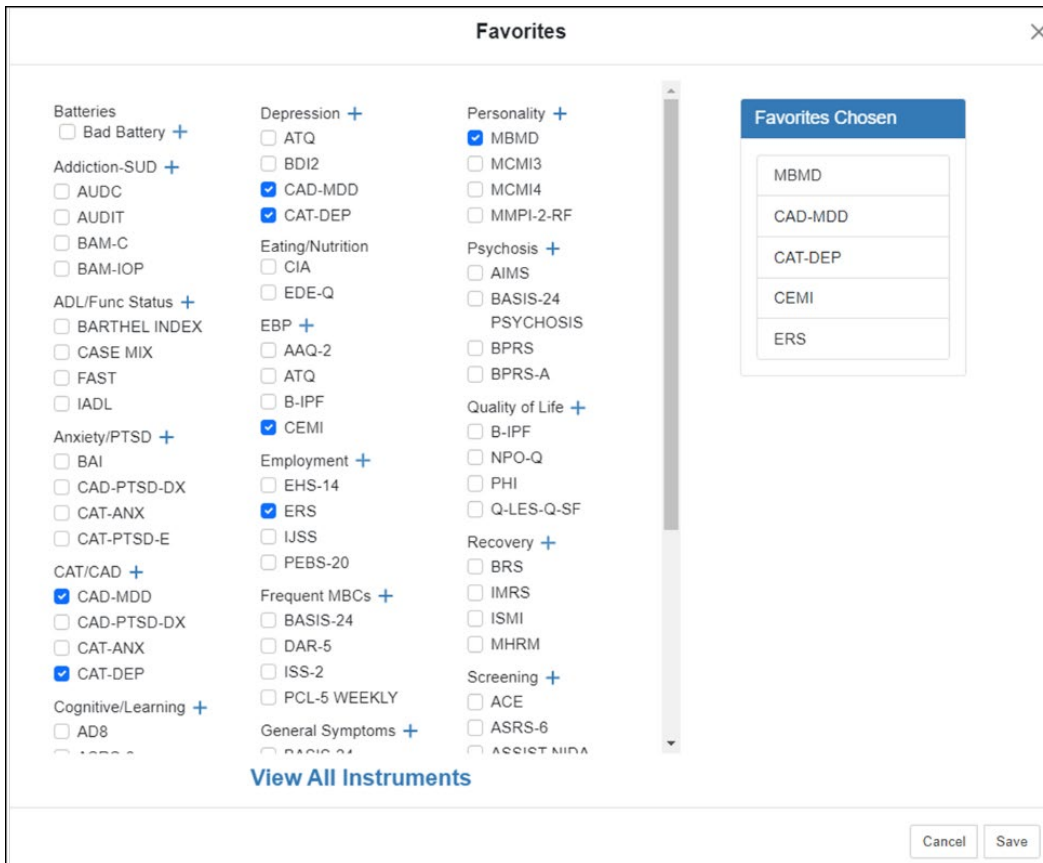 Favorites
Batteries
Bad Battery
Addiction-SUD
AUDC
AUDIT
BAM-C
BAM-IOP
ADL/Func Status
BARTHEL INDEX
CASE MIX
FAST
IADL
Anxiety/PTSD
BAI
CAD-PTSD-DX
CAT-ANX
CAT-PTSD-E
CAT/CAD
CAD-MDD
CAD-PTSD-DX
CAT-ANX
CAT-DEP
Cognitive/Learning
AD8
Depression
ATQ
BDI2
CAD-MDD
CAT-DEP
Eating/Nutrition
CIA
EDE-Q
EBP
AAQ-2
ATQ
B-IPF
CEMI
Employment
EHS-14
ERS
IJSS
PEBS-20
Frequent MBCs
BASIS-24
DAR-5
ISS-2
PCL-5 WEEKLY
General Symptoms
BASIS-24
Personality
MBMD
MCMI3
MCMI4
MMPI-2-RF
Psychosis
AIMS
BASIS-24
PSYCHOSIS
BPRS
BPRS-A
Quality of Life
B-IPF
NPO-Q
PHI
Q-LES-Q-SF
Recovery
BRS
IMRS
ISMI
MHRM
Screening
ACE
ASRS-6
ASSIST-NIDA
Favorites Chosen
MBMD
CAD-MDD
CAT-DEP
CEMI
ERS
View All Instruments
Cancel
Save